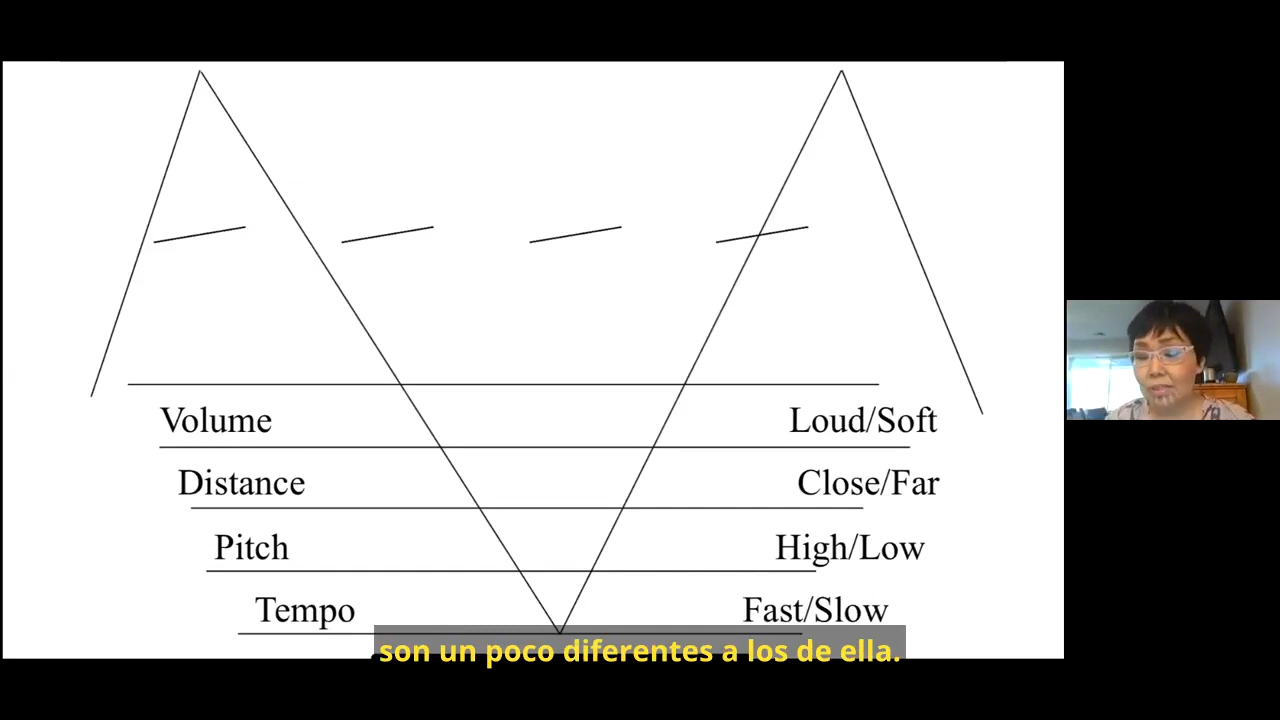 Volume Loud/Soft
Distance Close/Far
Pitch High/Low
Tempo Fast/Slow
son un poco diferentes a los de ella.